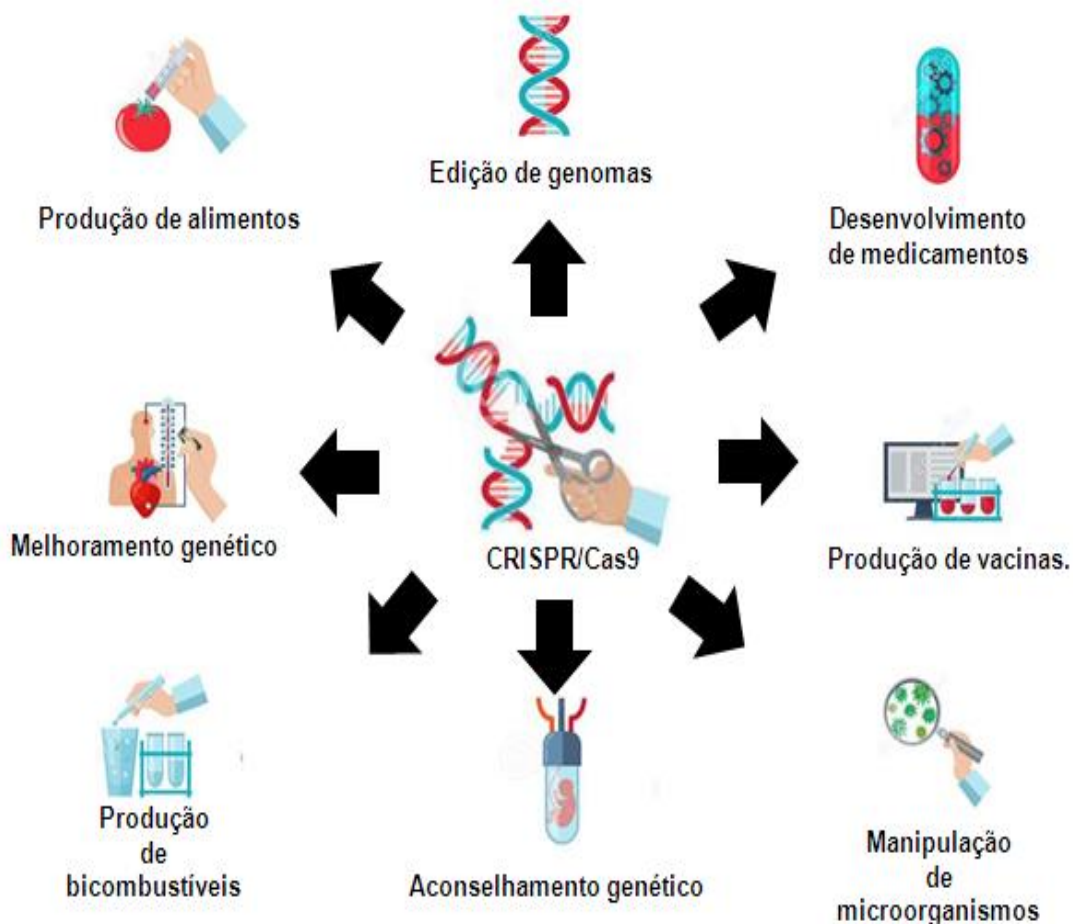 Edição de genomas
Produção de alimentos
Desenvolvimento
de medicamentos
Melhoramento genético
CRISPR/Cas9
Produção de vacinas.
Produção
de
bicombustíveis
Aconselhamento genético
Manipulação
de
microorganismos